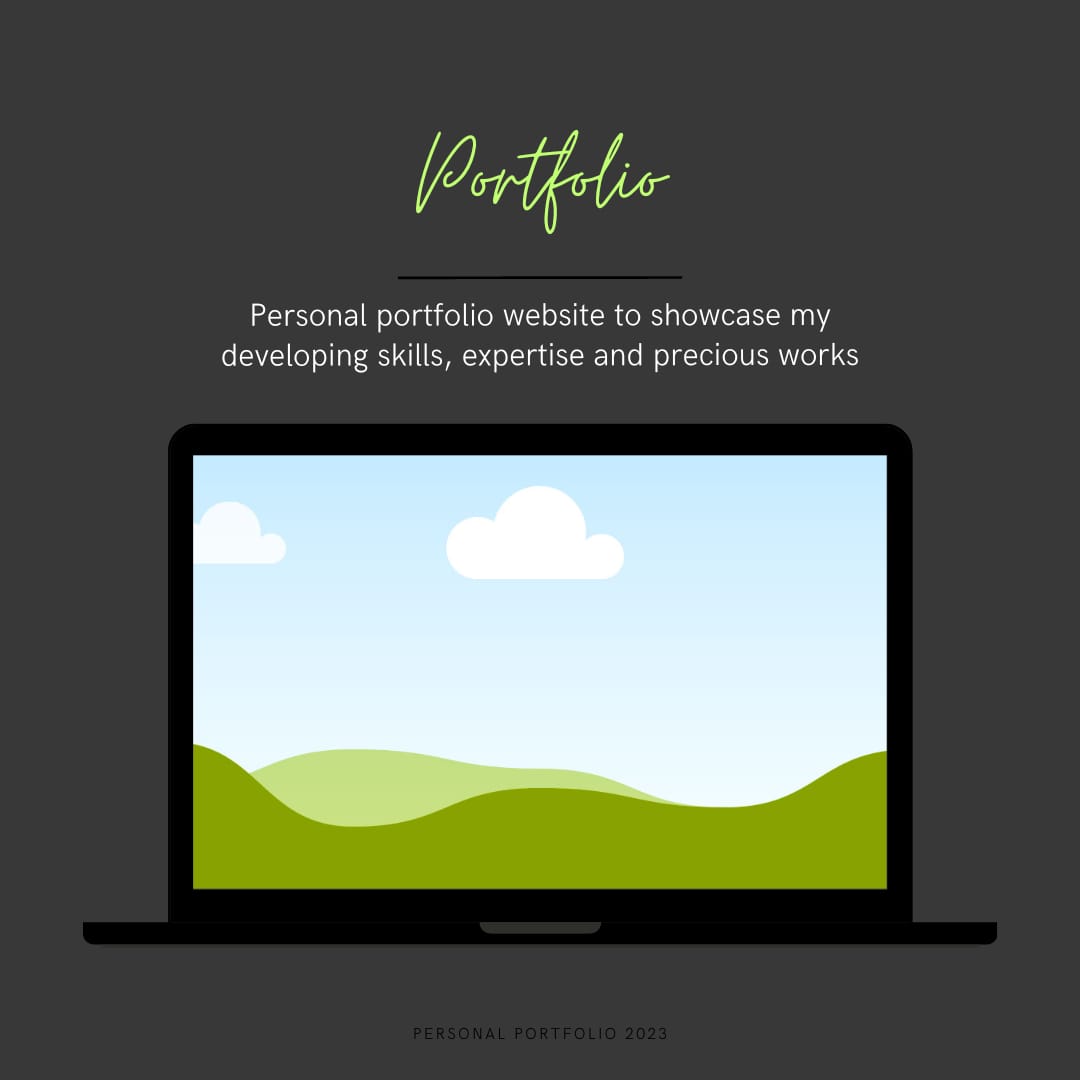 Portfolio
Personal portfolio website to showcase my
developing skills, expertise and precious works
PERSONAL PORTFOLIO 2023